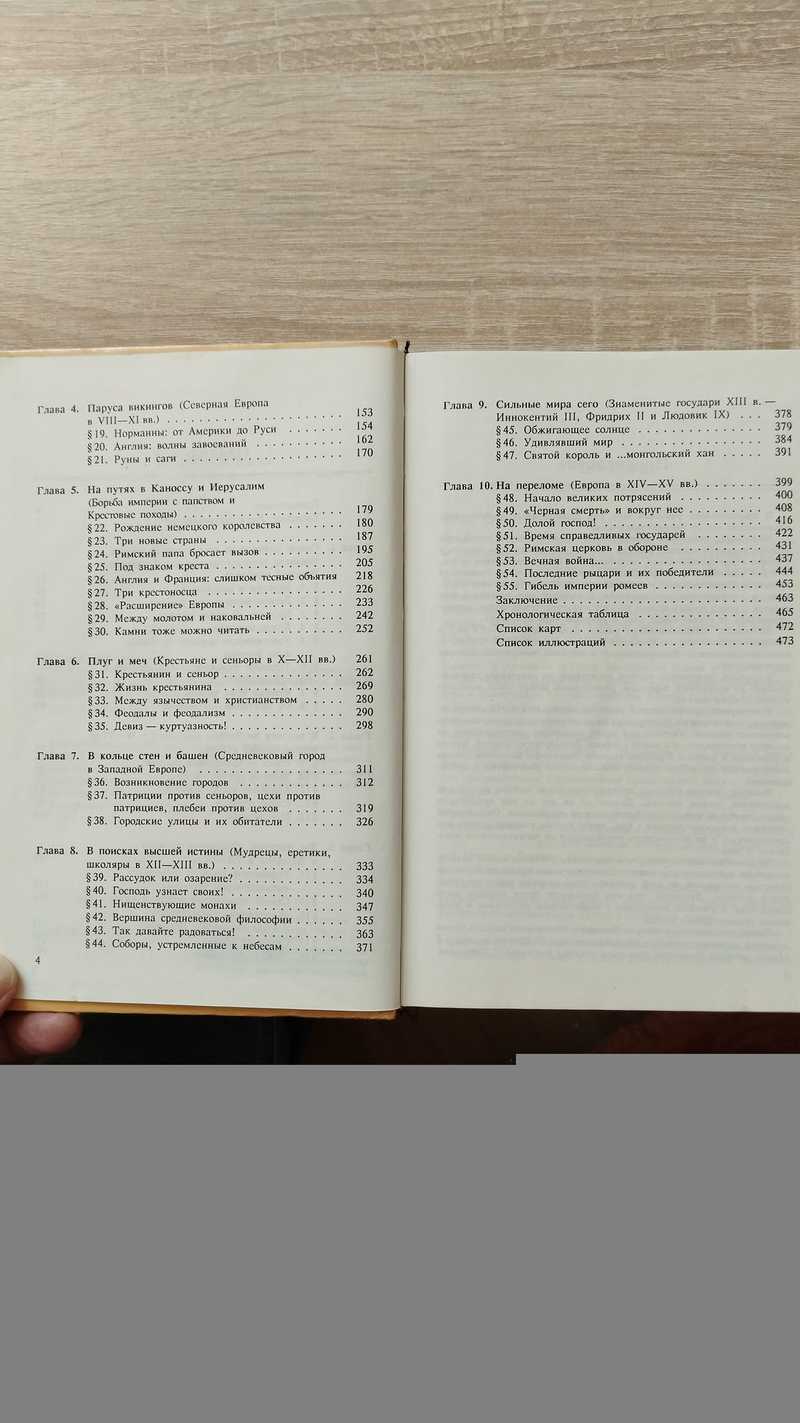 Глава 4. Паруса викингов (Северная Европа
в VIII—XI вв.) . . . . . . . . . . . . . . . . . . . 153
§ 19. Норманны: от Америки до Руси . . . . . . . 154
§ 20. Англия: волны завоеваний . . . . . . . . . . 162
§ 21. Руны и саги . . . . . . . . . . . . . . . . . . . 170
Глава 5. На путях в Каноссу и Иерусалим
(Борьба империи с папством и
Крестовые походы) . . . . . . . . . . . . . . . . . . . 179
§ 22. Рождение немецкого королевства . . . . . . . 180
§ 23. Три новые страны . . . . . . . . . . . . . . . 187
§ 24. Римский папа бросает вызов . . . . . . . . . . 195
§ 25. Под знаком креста . . . . . . . . . . . . . . . 205
§ 26. Англия и Франция: слишком тесные объятия 218
§ 27. Три крестоносца . . . . . . . . . . . . . . . . 226
§ 28. «Расширение» Европы . . . . . . . . . . . . . 233
§ 29. Между молотом и наковальней . . . . . . . . 242
§ 30. Камни тоже можно читать . . . . . . . . . . . 252
Глава 6. Плуг и меч (Крестьяне и сеньоры в X—XII вв.) 261
§ 31. Крестьянин и сеньор . . . . . . . . . . . . . . 262
§ 32. Жизнь крестьянина . . . . . . . . . . . . . . 269
§ 33. Между язычеством и христианством . . . . . 280
§ 34. Феодалы и феодализм . . . . . . . . . . . . . 290
§ 35. Девиз — куртуазность! . . . . . . . . . . . . . 298
Глава 7. В кольце стен и башен (Средневековый город
в Западной Европе) . . . . . . . . . . . . . . . . . 311
§ 36. Возникновение городов . . . . . . . . . . . . 312
§ 37. Патриции против сеньоров, цехи против
патрициев, плебеи против цехов . . . . . . . 319
§ 38. Городские улицы и их обитатели . . . . . . . 326
Глава 8. В поисках высшей истины (Мудрецы, еретики,
школяры в XII—XIII вв.) . . . . . . . . . . . . . . 333
§ 39. Рассудок или озарение? . . . . . . . . . . . . . 334
§ 40. Господь узнает своих! . . . . . . . . . . . . . . 340
§ 41. Нищенствующие монахи . . . . . . . . . . . . 347
§ 42. Вершина средневековой философии . . . . . . 355
§ 43. Так давайте радоваться! . . . . . . . . . . . . 363
§ 44. Соборы, устремленные к небесам . . . . . . . 371
4
Глава 9. Сильные мира сего (Знаменитые государи XIII в. —
Иннокентий III, Фридрих II и Людовик IX) . . . 378
§ 45. Обжигающее солнце . . . . . . . . . . . . . . . 379
§ 46. Удивлявший мир . . . . . . . . . . . . . . . . . 384
§ 47. Святой король и ...монгольский хан . . . . . 391
Глава 10. На переломе (Европа в XIV—XV вв.) . . . . . . . 399
§ 48. Начало великих потрясений . . . . . . . . . . 400
§ 49. «Черная смерть» и вокруг нее . . . . . . . . . 408
§ 50. Долой господ! . . . . . . . . . . . . . . . . . . . 416
§ 51. Время справедливых государей . . . . . . . . 422
§ 52. Римская церковь в обороне . . . . . . . . . . 431
§ 53. Вечная война... . . . . . . . . . . . . . . . . . . 437
§ 54. Последние рыцари и их победители . . . . . 444
§ 55. Гибель империи ромеев . . . . . . . . . . . . . 453
Заключение . . . . . . . . . . . . . . . . . . . . . . . . 463
Хронологическая таблица . . . . . . . . . . . . . . . 465
Список карт . . . . . . . . . . . . . . . . . . . . . . . 472
Список иллюстраций . . . . . . . . . . . . . . . . . . 473